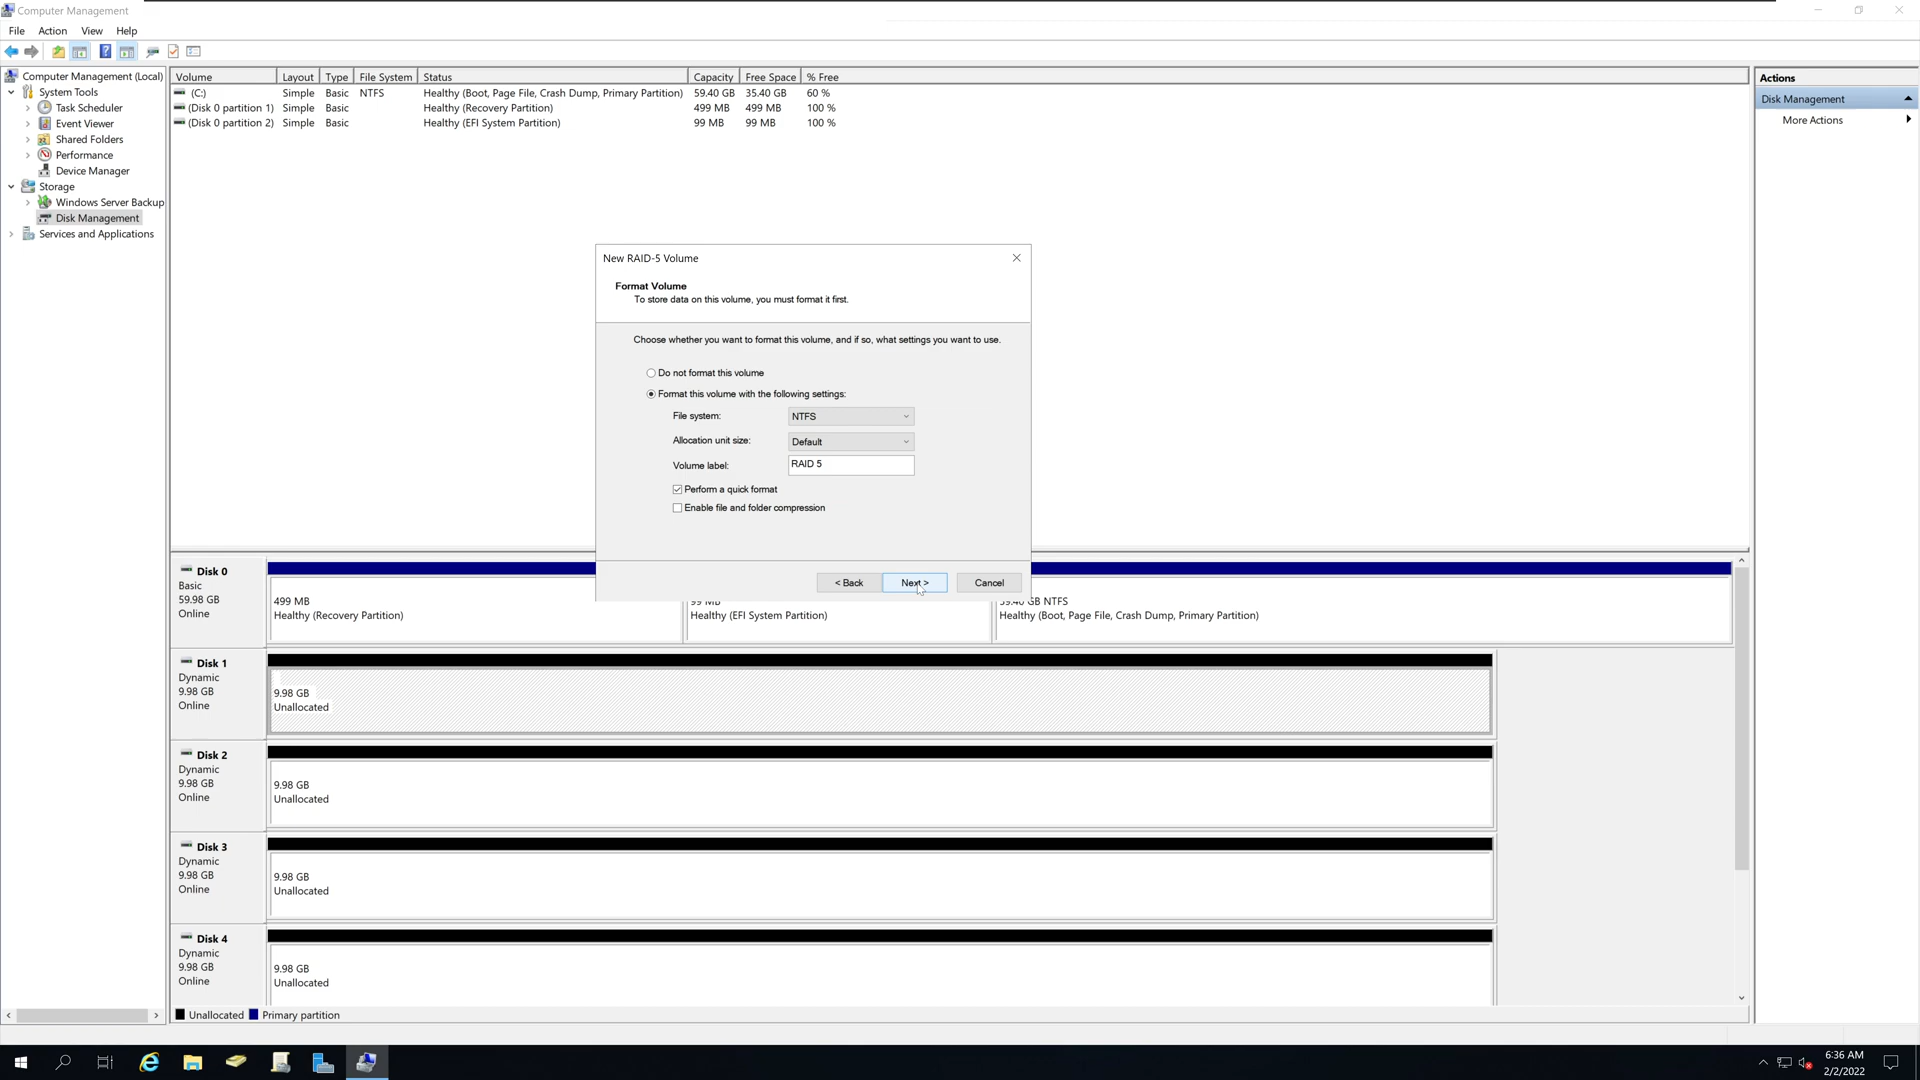 Computer Management
File Action View Help
Computer Management (Local)
System Tools
Task Scheduler
Event Viewer
Shared Folders
Performance
Device Manager
Storage
Windows Server Backup
Disk Management
Services and Applications
Volume Layout Type File System Status Capacity Free Space % Free
(C:) Simple Basic NTFS Healthy (Boot, Page File, Crash Dump, Primary Partition) 59.40 GB 35.40 GB 60 %
(Disk 0 partition 1) Simple Basic Healthy (Recovery Partition) 499 MB 499 MB 100 %
(Disk 0 partition 2) Simple Basic Healthy (EFI System Partition) 99 MB 99 MB 100 %
Actions
Disk Management
More Actions
New RAID-5 Volume
Format Volume
To store data on this volume, you must format it first.
Choose whether you want to format this volume, and if so, what settings you want to use.
Do not format this volume
Format this volume with the following settings:
File system: NTFS
Allocation unit size: Default
Volume label: RAID 5
Perform a quick format
Enable file and folder compression
< Back Next > Cancel
Disk 0
Basic
59.98 GB
Online
499 MB
Healthy (Recovery Partition)
99 MB
Healthy (EFI System Partition)
59.40 GB NTFS
Healthy (Boot, Page File, Crash Dump, Primary Partition)
Disk 1
Dynamic
9.98 GB
Online
9.98 GB
Unallocated
Disk 2
Dynamic
9.98 GB
Online
9.98 GB
Unallocated
Disk 3
Dynamic
9.98 GB
Online
9.98 GB
Unallocated
Disk 4
Dynamic
9.98 GB
Online
9.98 GB
Unallocated
Unallocated Primary partition
6:36 AM
2/2/2022